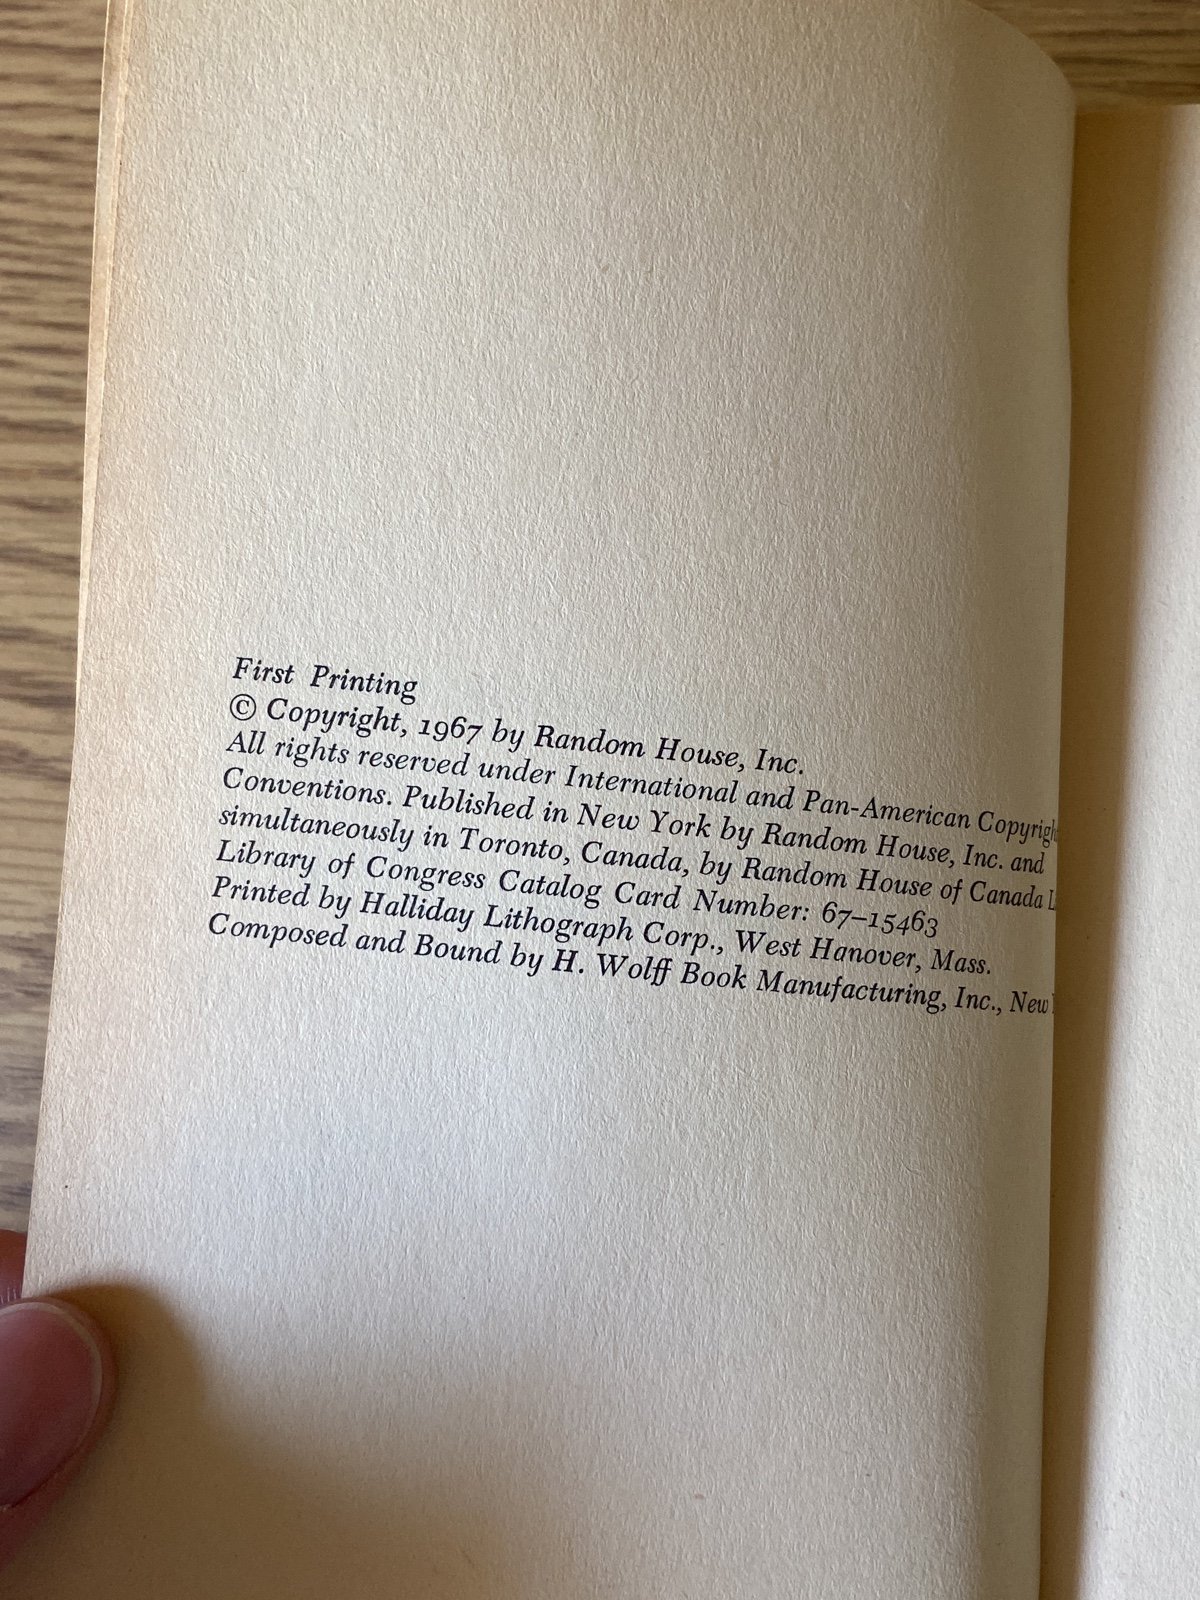 First Printing
© Copyright, 1967 by Random House, Inc.
All rights reserved under International and Pan-American Copyright
Conventions. Published in New York by Random House, Inc. and
simultaneously in Toronto, Canada, by Random House of Canada
Library of Congress Catalog Card Number: 67–15463
Printed by Halliday Lithograph Corp., West Hanover, Mass.
Composed and Bound by H. Wolff Book Manufacturing, Inc., New